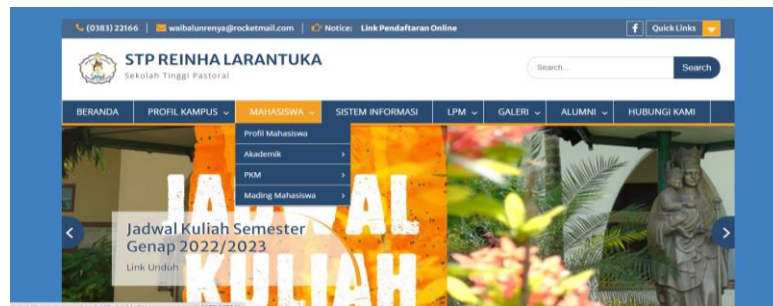 (0383) 22166 | waibalunrenya@rocketmail.com | Notice: Link Pendaftaran Online
Quick Links
STP REINHA LARANTUKA
Sekolah Tinggi Pastoral
Search...
Search
BERANDA PROFIL KAMPUS MAHASISWA SISTEM INFORMASI LPM GALERI ALUMNI HUBUNGI KAMI
Profil Mahasiswa
Akademik
PKM
Mading Mahasiswa
JADWAL
KULIAH
Jadwal Kuliah Semester
Genap 2022/2023
Link Unduh